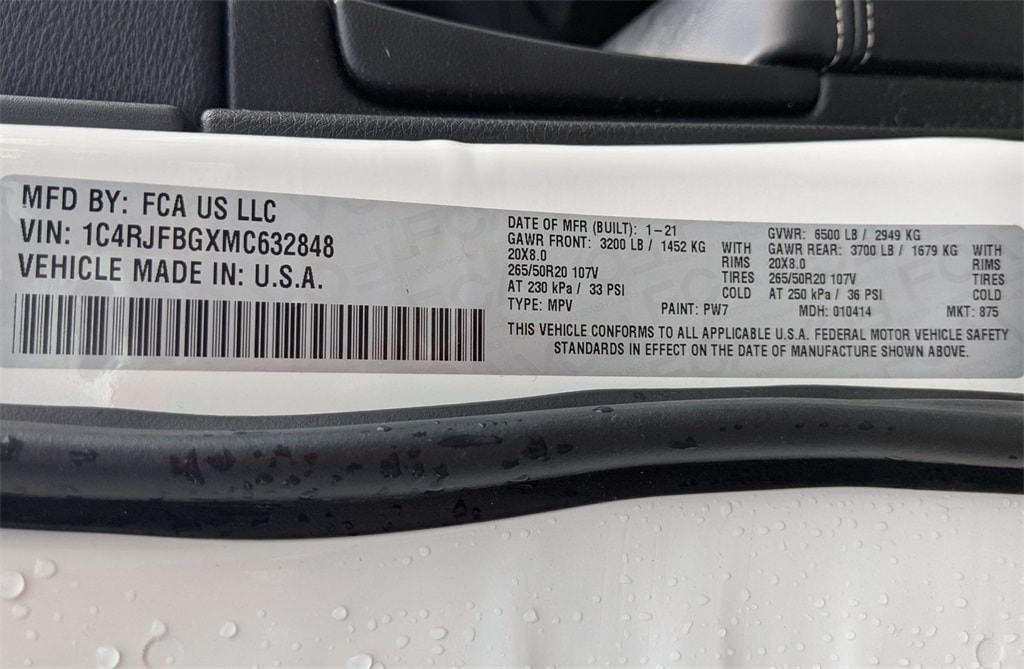 MFD BY: FCA US LLC
VIN: 1C4RJFBGXMC632848
VEHICLE MADE IN: U.S.A.
DATE OF MFR (BUILT): 1-21
GVWR: 6500 LB / 2949 KG
GAWR FRONT: 3200 LB / 1452 KG WITH
20X8.0 RIMS
265/50R20 107V TIRES
AT 230 kPa / 33 PSI COLD
GAWR REAR: 3700 LB / 1679 KG WITH
20X8.0 RIMS
265/50R20 107V TIRES
AT 250 kPa / 36 PSI COLD
TYPE: MPV PAINT: PW7 MDH: 010414 MKT: 875
THIS VEHICLE CONFORMS TO ALL APPLICABLE U.S.A. FEDERAL MOTOR VEHICLE SAFETY
STANDARDS IN EFFECT ON THE DATE OF MANUFACTURE SHOWN ABOVE.